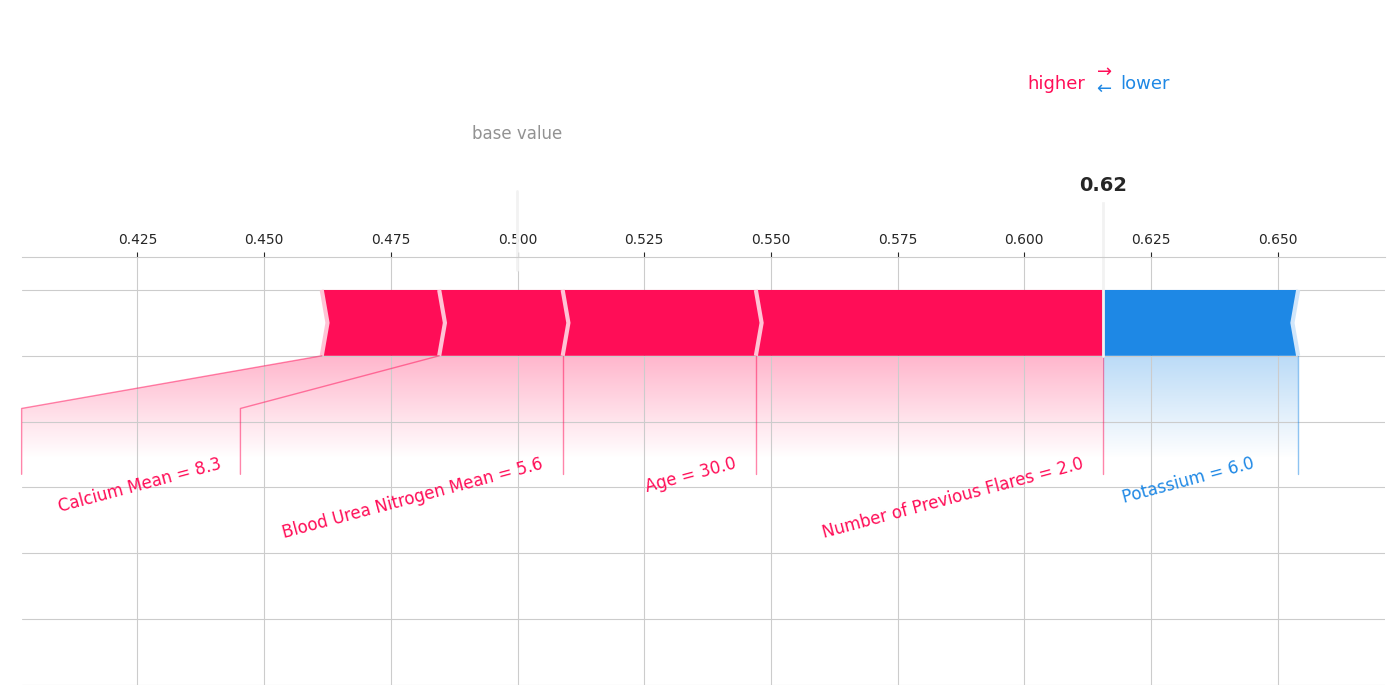 higher → ← lower
base value
0.62
0.425 0.450 0.475 0.500 0.525 0.550 0.575 0.600 0.625 0.650
Calcium Mean = 8.3
Blood Urea Nitrogen Mean = 5.6
Age = 30.0
Number of Previous Flares = 2.0
Potassium = 6.0